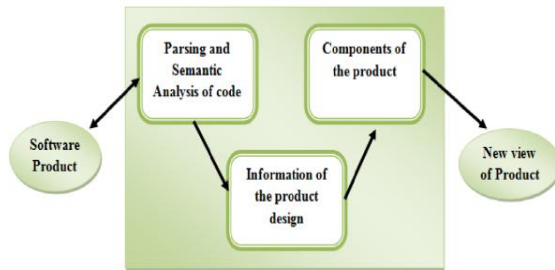 Parsing and
Semantic
Analysis of code
Components of
the product
Software
Product
New view
of Product
Information of
the product
design